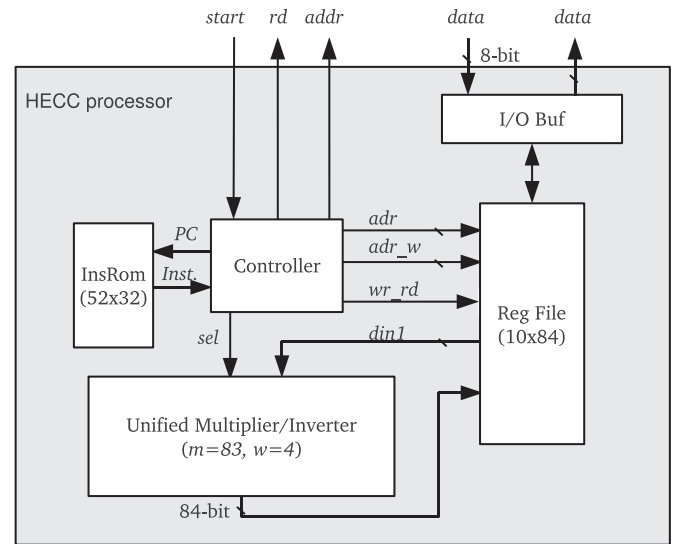 start rd addr data data
8-bit
HECC processor
I/O Buf
adr
PC
adr_w
InsRom
(52x32)
Inst.
Controller
wr_rd
Reg File
(10x84)
sel
din1
Unified Multiplier/Inverter
(m=83, w=4)
84-bit